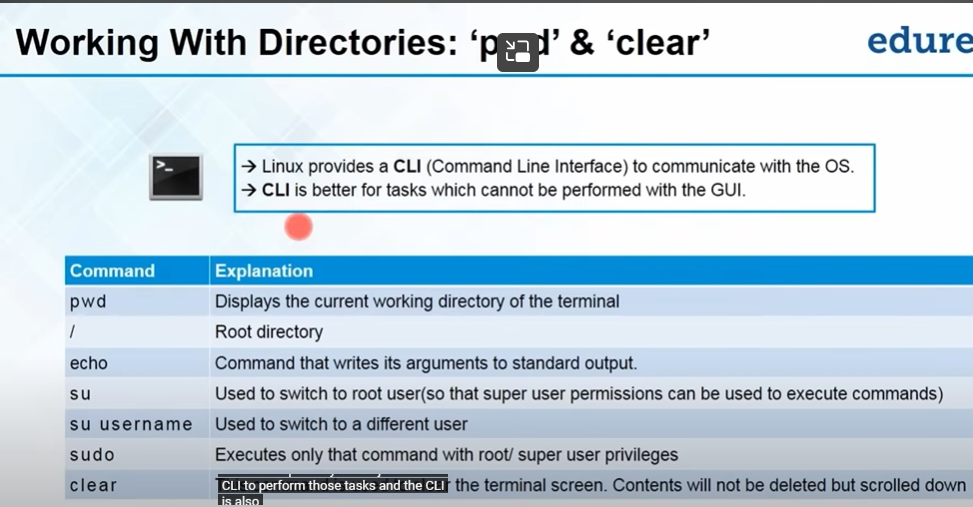 Working With Directories: ‘p d’ & ‘clear’
edure
>_
→ Linux provides a CLI (Command Line Interface) to communicate with the OS.
→ CLI is better for tasks which cannot be performed with the GUI.
Command Explanation
pwd Displays the current working directory of the terminal
/ Root directory
echo Command that writes its arguments to standard output.
su Used to switch to root user(so that super user permissions can be used to execute commands)
su username Used to switch to a different user
sudo Executes only that command with root/ super user privileges
clear the terminal screen. Contents will not be deleted but scrolled down
CLI to perform those tasks and the CLI
is also